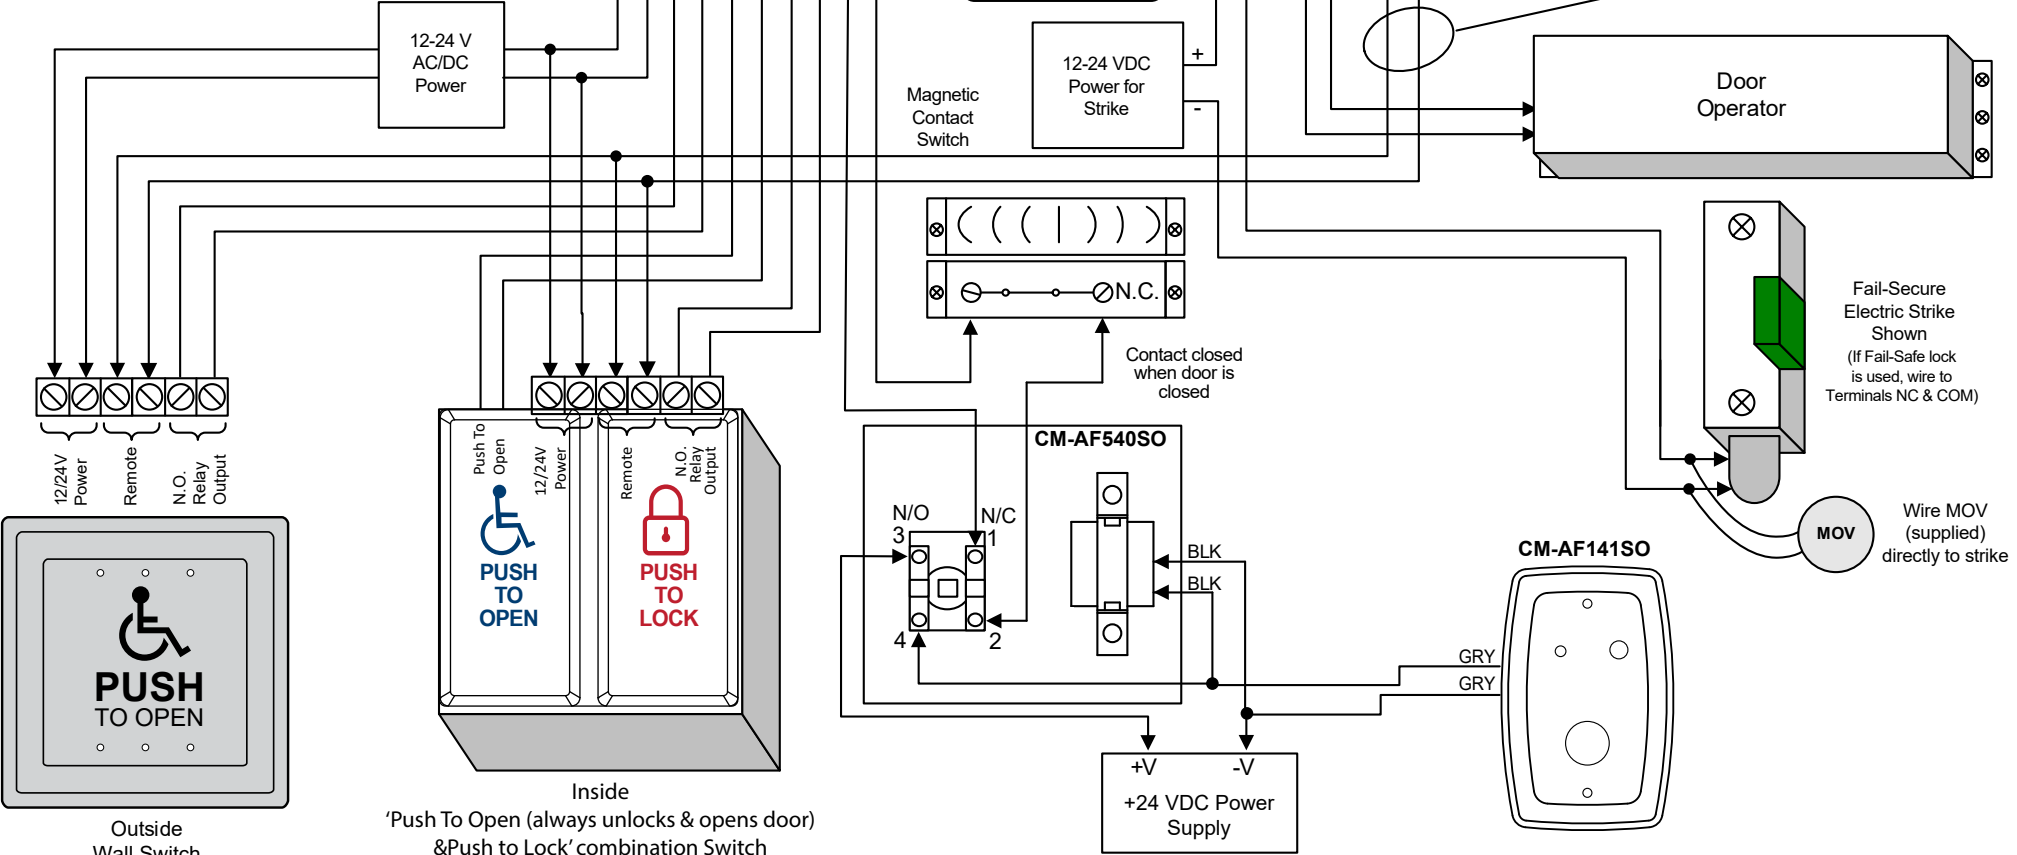 12-24 V
AC/DC
Power
12-24 VDC
Power for
Strike
+
-
Magnetic
Contact
Switch
Door
Operator
N.C.
Contact closed
when door is
closed
Fail-Secure
Electric Strike
Shown
(If Fail-Safe lock
is used, wire to
Terminals NC & COM)
12/24V
Power
Remote
N.O.
Relay
Output
Push To
Open
12/24V
Power
Remote
N.O.
Relay
Output
PUSH
TO
OPEN
PUSH
TO
LOCK
CM-AF540SO
N/O
3
N/C
1
4
2
BLK
BLK
MOV
Wire MOV
(supplied)
directly to strike
CM-AF141SO
GRY
GRY
PUSH
TO OPEN
+V
-V
+24 VDC Power
Supply
Outside
Wall Switch
Inside
‘Push To Open (always unlocks & opens door)
&Push to Lock’ combination Switch